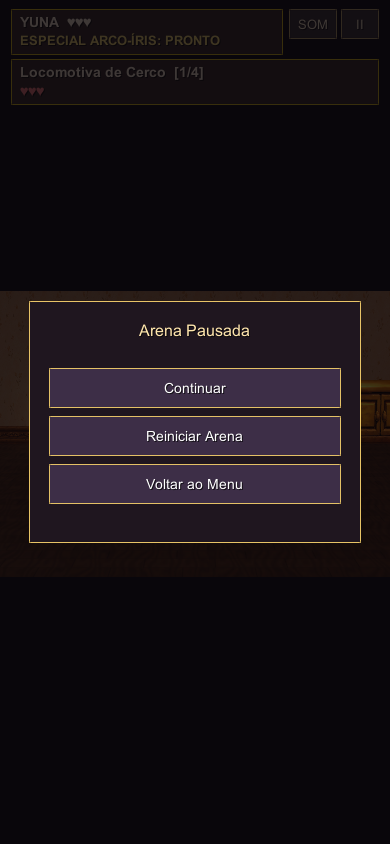 YUNA ♥♥♥
ESPECIAL ARCO-ÍRIS: PRONTO
SOM
II
Locomotiva de Cerco [1/4]
♥♥♥
Arena Pausada
Continuar
Reiniciar Arena
Voltar ao Menu